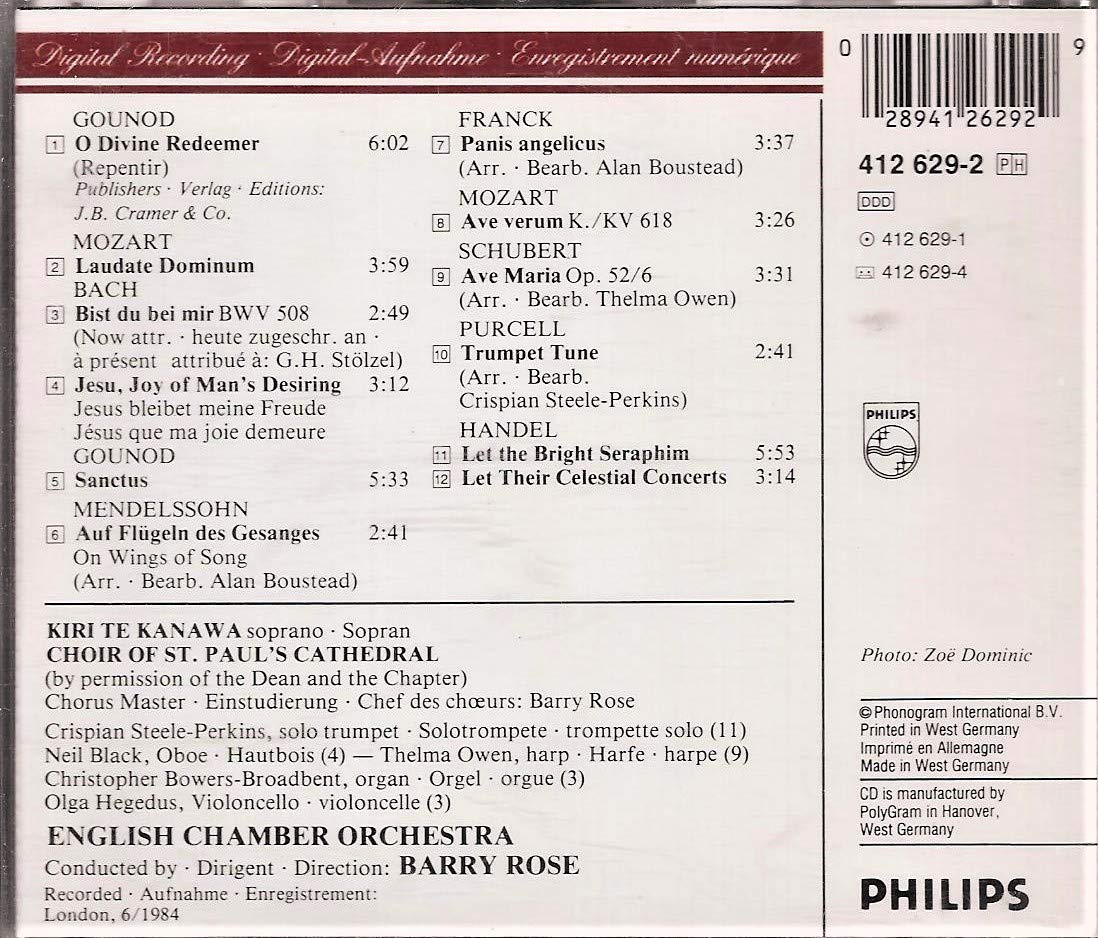 Digital Recording · Digital-Aufnahme · Enregistrement numérique
GOUNOD
1 O Divine Redeemer 6:02
(Repentir)
Publishers · Verlag · Editions:
J.B. Cramer & Co.
MOZART
2 Laudate Dominum 3:59
BACH
3 Bist du bei mir BWV 508 2:49
(Now attr. · heute zugeschr. an ·
à présent attribué à: G.H. Stölzel)
4 Jesu, Joy of Man's Desiring 3:12
Jesus bleibet meine Freude
Jésus que ma joie demeure
GOUNOD
5 Sanctus 5:33
MENDELSSOHN
6 Auf Flügeln des Gesanges 2:41
On Wings of Song
(Arr. · Bearb. Alan Boustead)
FRANCK
7 Panis angelicus 3:37
(Arr. · Bearb. Alan Boustead)
MOZART
8 Ave verum K./KV 618 3:26
SCHUBERT
9 Ave Maria Op. 52/6 3:31
(Arr. · Bearb. Thelma Owen)
PURCELL
10 Trumpet Tune 2:41
(Arr. · Bearb.
Crispian Steele-Perkins)
HANDEL
11 Let the Bright Seraphim 5:53
12 Let Their Celestial Concerts 3:14
KIRI TE KANAWA soprano · Sopran
CHOIR OF ST. PAUL'S CATHEDRAL
(by permission of the Dean and the Chapter)
Chorus Master · Einstudierung · Chef des chœurs: Barry Rose
Crispian Steele-Perkins, solo trumpet · Solotrompete · trompette solo (11)
Neil Black, Oboe · Hautbois (4) — Thelma Owen, harp · Harfe · harpe (9)
Christopher Bowers-Broadbent, organ · Orgel · orgue (3)
Olga Hegedus, Violoncello · violoncelle (3)
ENGLISH CHAMBER ORCHESTRA
Conducted by · Dirigent · Direction: BARRY ROSE
Recorded · Aufnahme · Enregistrement:
London, 6/1984
0 28941 26292 9
412 629-2 PH
DDD
412 629-1
412 629-4
PHILIPS
Photo: Zoë Dominic
© Phonogram International B.V.
Printed in West Germany
Imprimé en Allemagne
Made in West Germany
CD is manufactured by
PolyGram in Hanover,
West Germany
PHILIPS